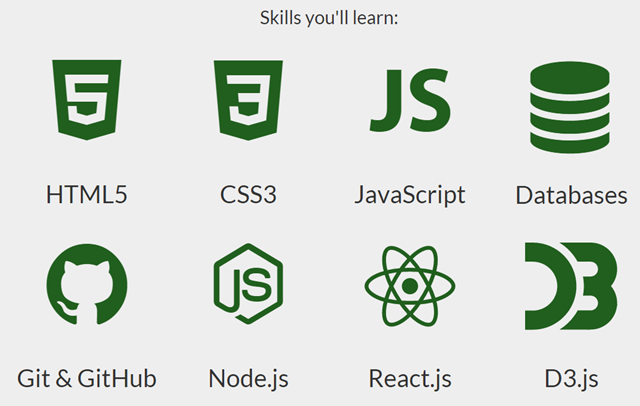 Skills you'll learn:
5 3 JS
HTML5 CSS3 JavaScript Databases
JS D3
Git & GitHub Node.js React.js D3.js